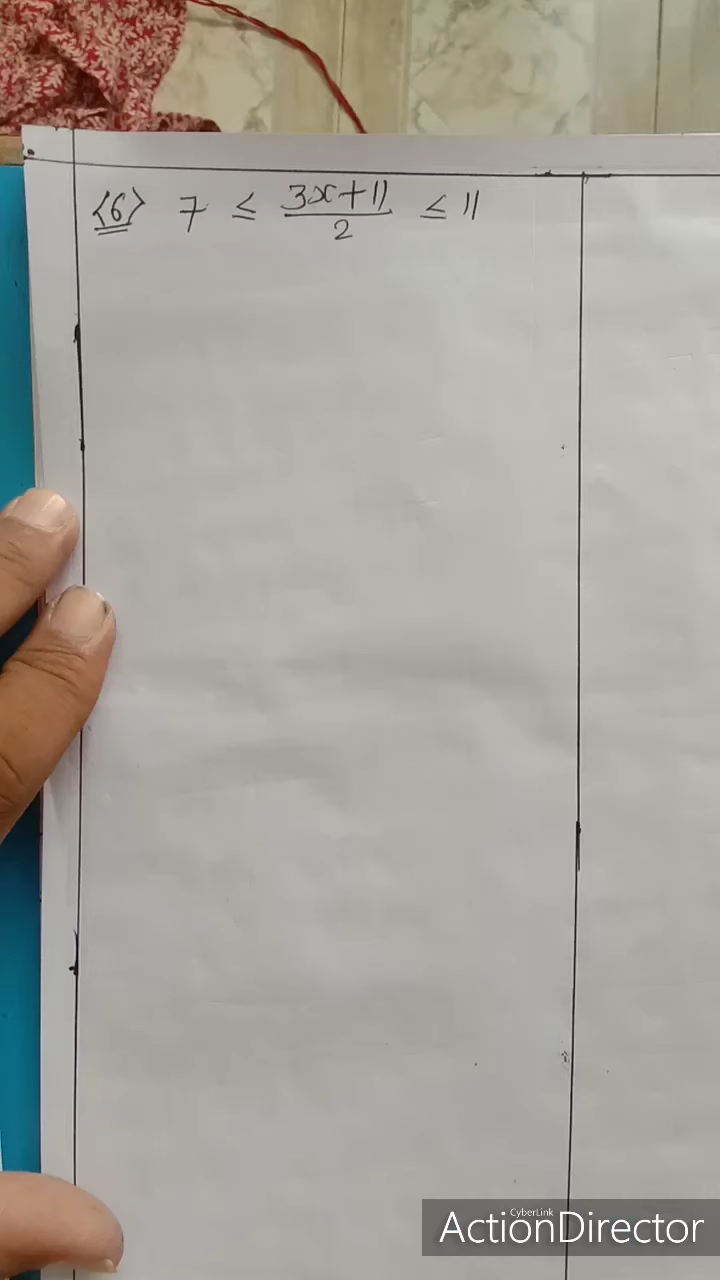 <6> 7 ≤ 3x+11/2 ≤ 11
CyberLink
ActionDirector